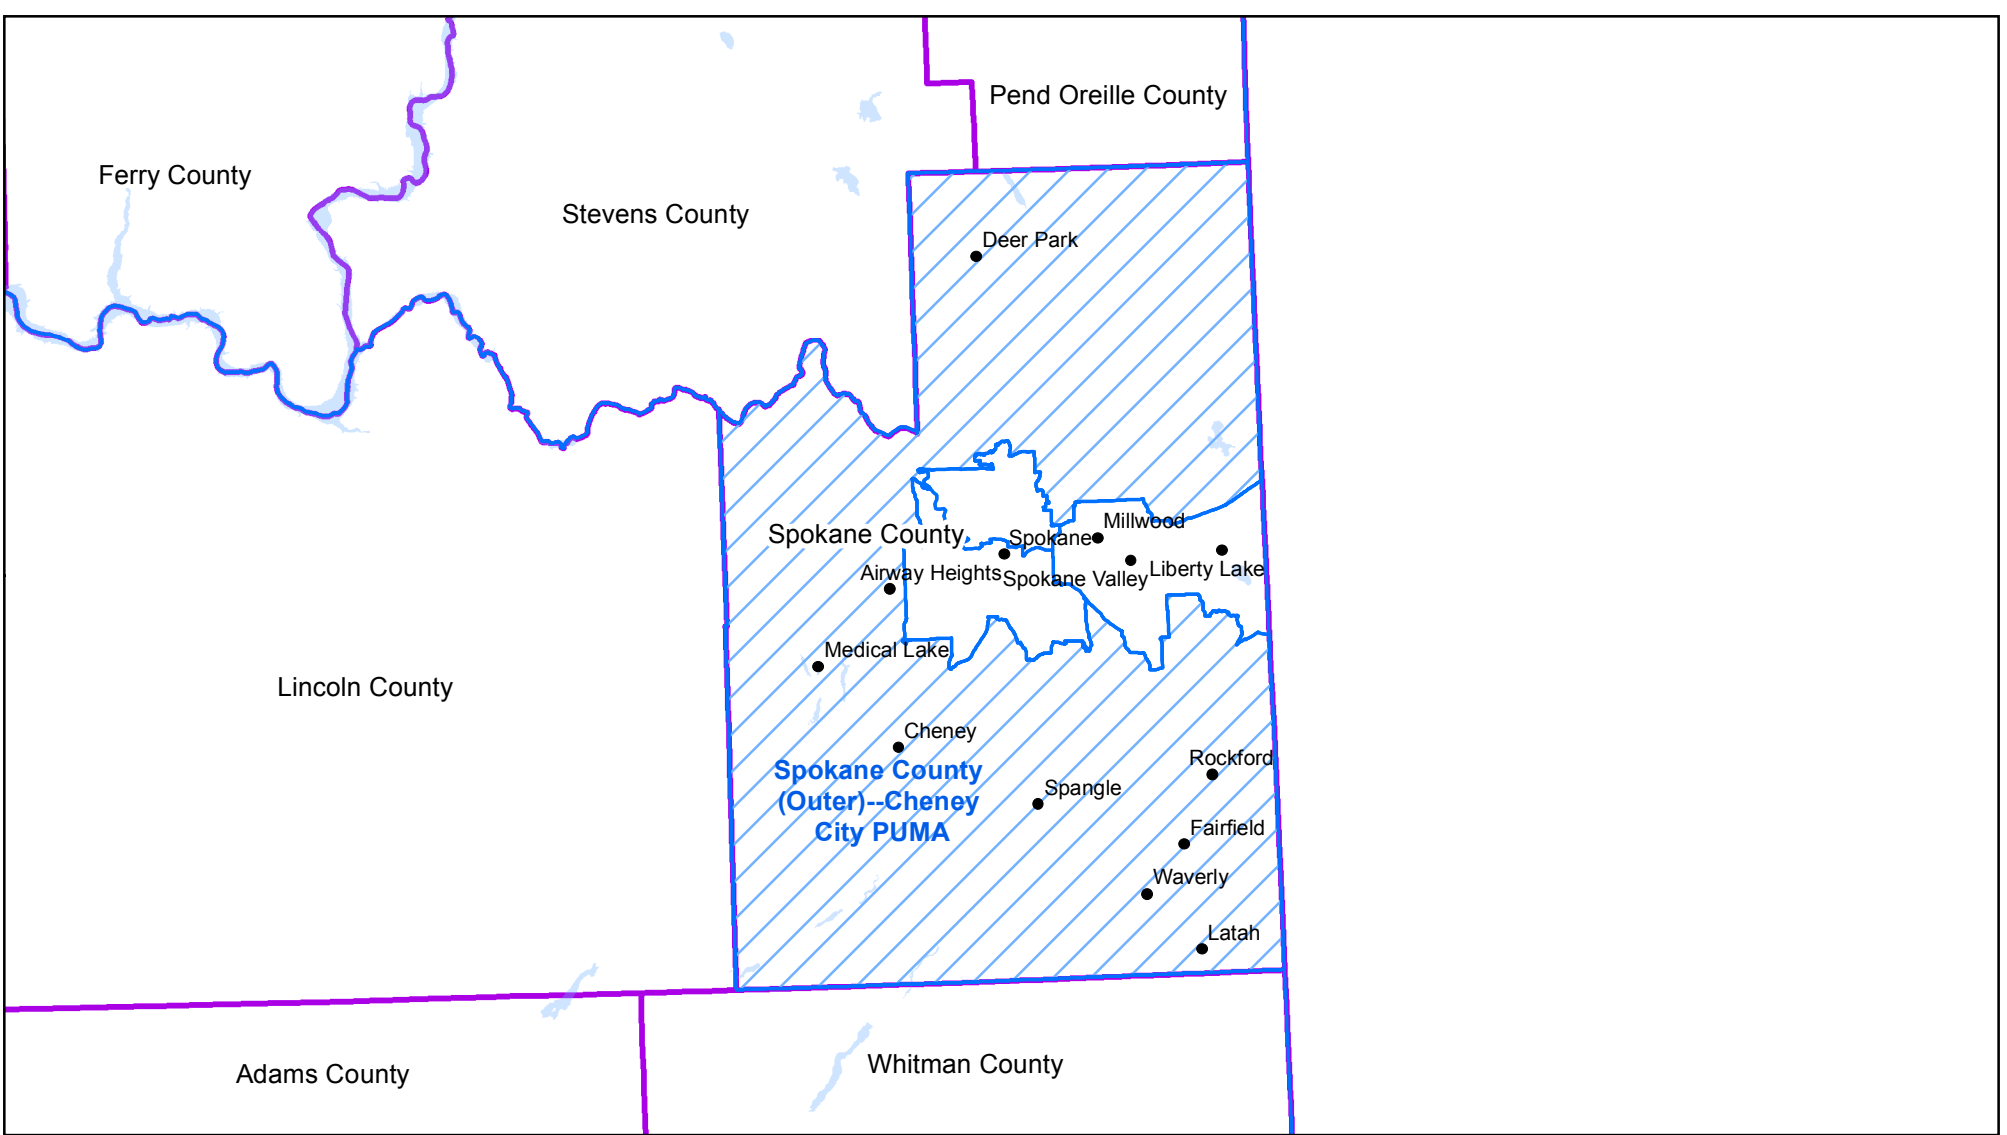 Pend Oreille County
Ferry County
Stevens County
Deer Park
Millwood
Spokane County
Spokane
Airway Heights
Spokane Valley
Liberty Lake
Medical Lake
Lincoln County
Cheney
Rockford
Spokane County
(Outer)--Cheney
City PUMA
Spangle
Fairfield
Waverly
Latah
Adams County
Whitman County